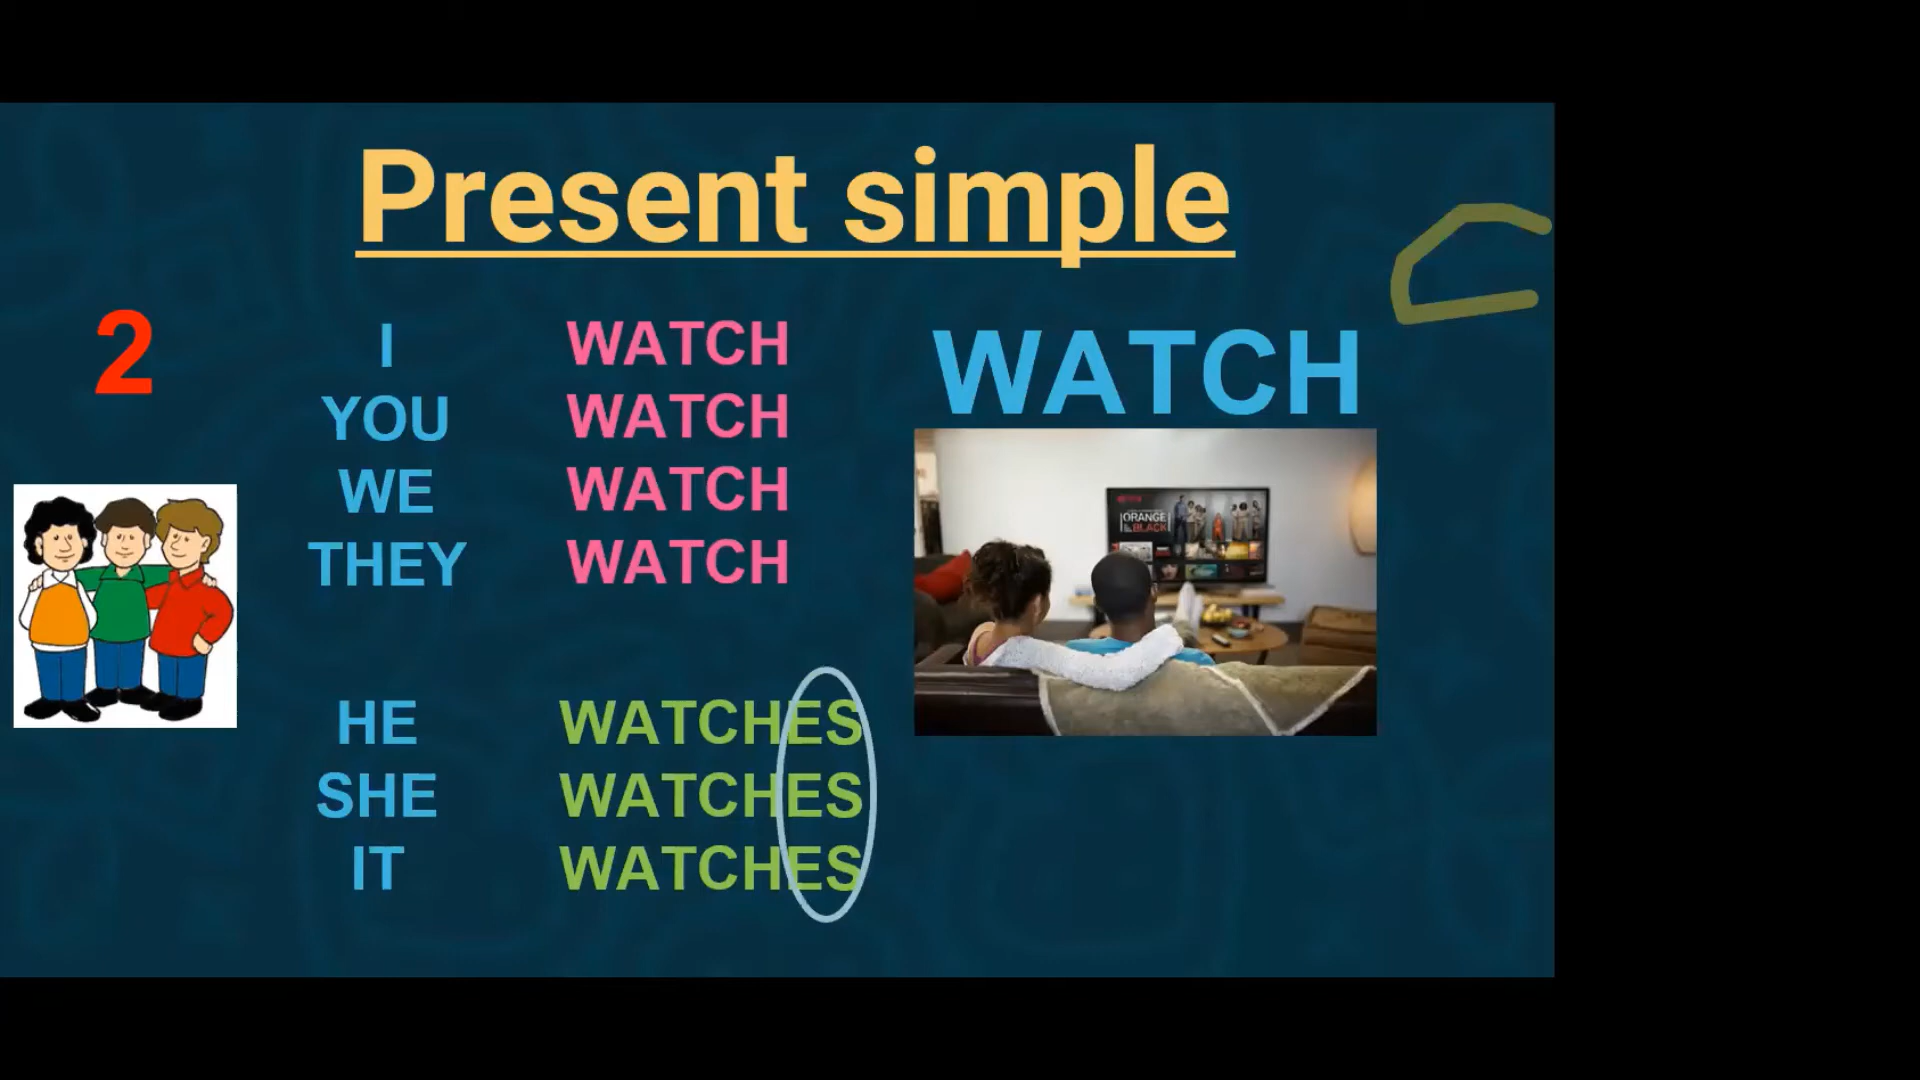 Present simple
2
I WATCH
YOU WATCH
WE WATCH
THEY WATCH
HE WATCHES
SHE WATCHES
IT WATCHES
WATCH
ORANGE
BLACK